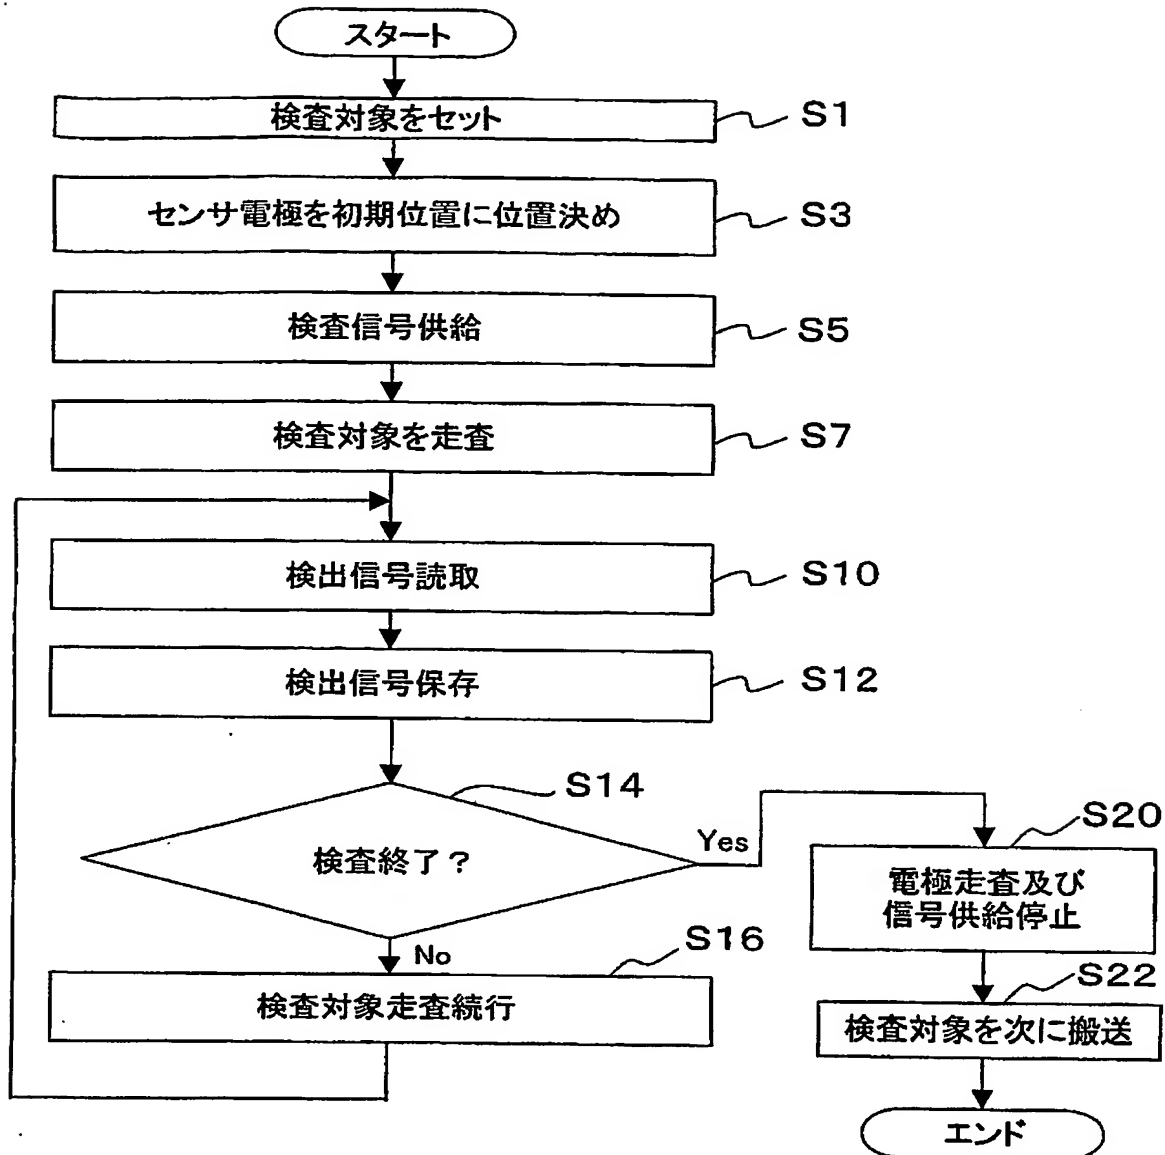 スタート
検査対象をセット
S1
センサ電極を初期位置に位置決め
S3
検査信号供給
S5
検査対象を走査
S7
検出信号読取
S10
検出信号保存
S12
S14
検査終了？
Yes
No
S16
検査対象走査続行
S20
電極走査及び
信号供給停止
S22
検査対象を次に搬送
エンド